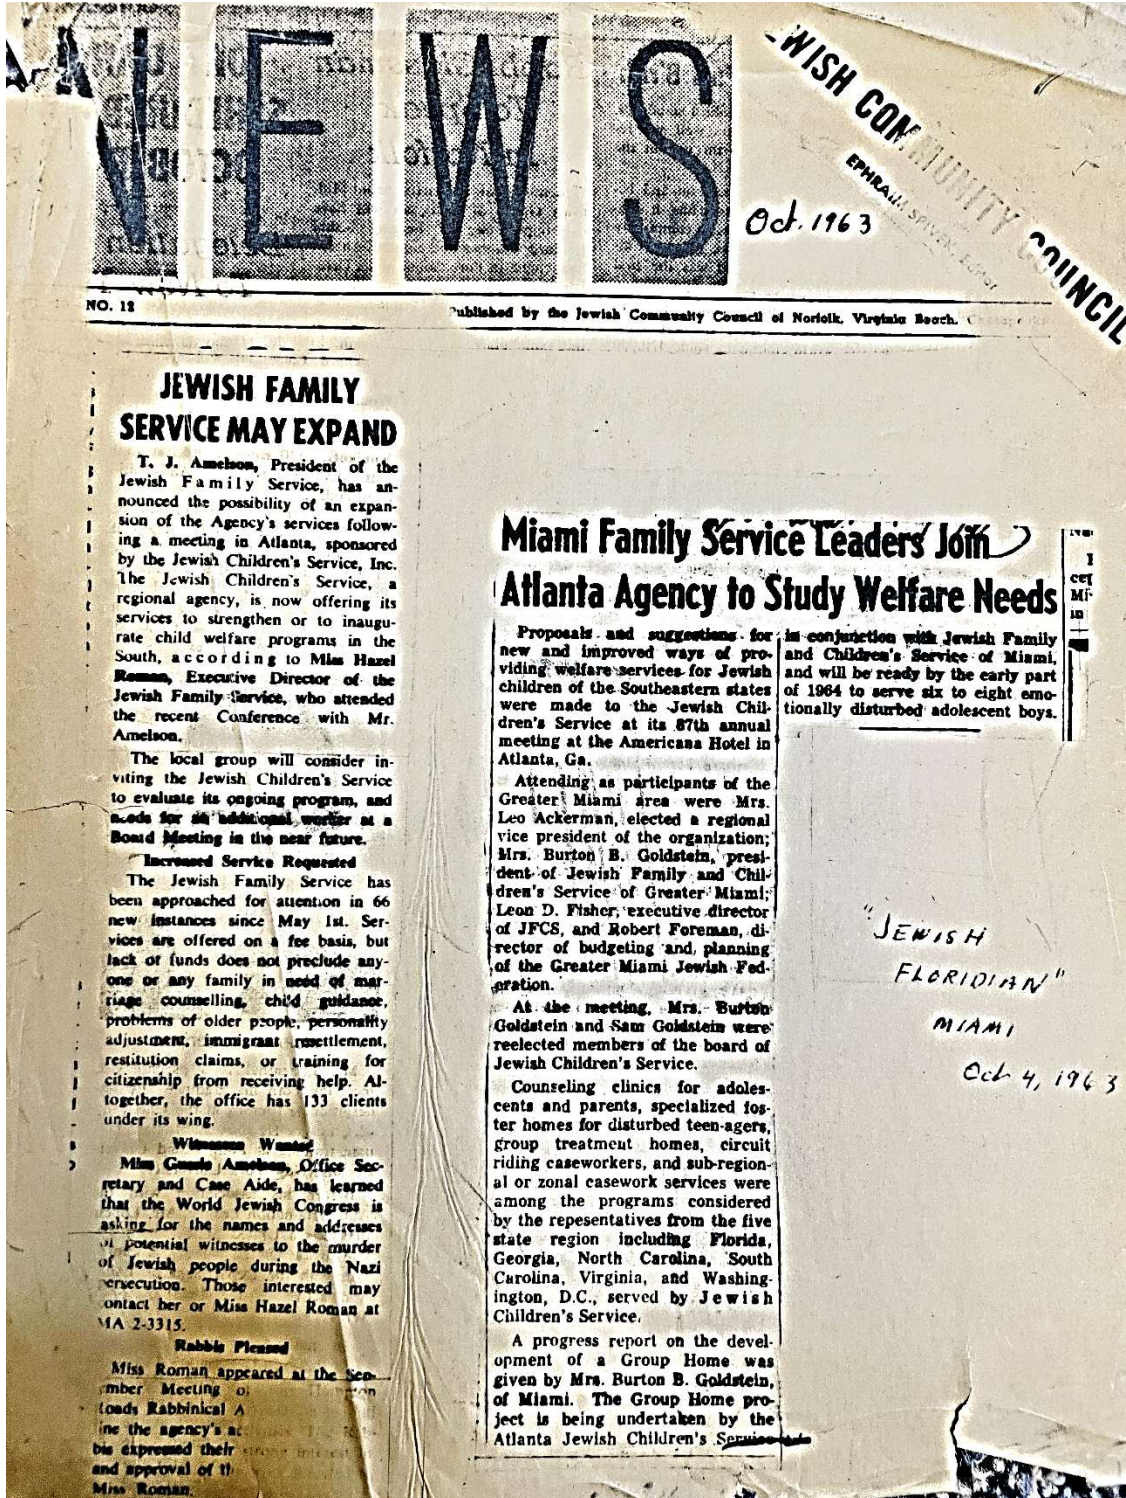 NEWS
WISH COMMUNITY COUNCIL
EPHRAIM SPIVEK, EDITOR
Oct. 1963
NO. 12
Published by the Jewish Community Council of Norfolk, Virginia Beach,
JEWISH FAMILY
SERVICE MAY EXPAND
T. J. Amelson, President of the
Jewish Family Service, has an-
nounced the possibility of an expan-
sion of the Agency's services follow-
ing a meeting in Atlanta, sponsored
by the Jewish Children's Service, Inc.
The Jewish Children's Service, a
regional agency, is now offering its
services to strengthen or to inaugu-
rate child welfare programs in the
South, according to Miss Hazel
Roman, Executive Director of the
Jewish Family Service, who attended
the recent Conference with Mr.
Amelson.
The local group will consider in-
viting the Jewish Children's Service
to evaluate its ongoing program, and
needs for an additional worker at a
Board Meeting in the near future.
Increased Service Requested
The Jewish Family Service has
been approached for attention in 66
new instances since May 1st. Ser-
vices are offered on a fee basis, but
lack of funds does not preclude any-
one or any family in need of mar-
riage counselling, child guidance,
problems of older people, personality
adjustment, immigrant resettlement,
restitution claims, or training for
citizenship from receiving help. Al-
together, the office has 133 clients
under its wing.
Witnesses Wanted
Miss Amelson, Office Sec-
retary and Case Aide, has learned
that the World Jewish Congress is
asking for the names and addresses
of potential witnesses to the murder
of Jewish people during the Nazi
ersecution. Those interested may
ontact her or Miss Hazel Roman at
MA 2-3315.
Rabbis Pleased
Miss Roman appeared at the Sep-
mber Meeting o
loads Rabbinical A
ine the agency's ac
bis expressed their
and approval of th
Miss Roman.
Miami Family Service Leaders Join
Atlanta Agency to Study Welfare Needs
Proposals and suggestions for
new and improved ways of pro-
viding welfare services for Jewish
children of the Southeastern states
were made to the Jewish Chil-
dren's Service at its 87th annual
meeting at the Americana Hotel in
Atlanta, Ga.
Attending as participants of the
Greater Miami area were Mrs.
Leo Ackerman, elected a regional
vice president of the organization;
Mrs. Burton B. Goldstein, presi-
dent of Jewish Family and Chil-
dren's Service of Greater Miami;
Leon D. Fisher, executive director
of JFCS, and Robert Foreman, di-
rector of budgeting and planning
of the Greater Miami Jewish Fed-
eration.
At the meeting, Mrs. Burton
Goldstein and Sam Goldstein were
reelected members of the board of
Jewish Children's Service.
Counseling clinics for adoles-
cents and parents, specialized fos-
ter homes for disturbed teen-agers,
group treatment homes, circuit
riding caseworkers, and sub-region-
al or zonal casework services were
among the programs considered
by the repesentatives from the five
state region including Florida,
Georgia, North Carolina, South
Carolina, Virginia, and Washing-
ington, D.C., served by Jewish
Children's Service.
A progress report on the devel-
opment of a Group Home was
given by Mrs. Burton B. Goldstein,
of Miami. The Group Home pro-
ject is being undertaken by the
Atlanta Jewish Children's Service
in conjunction with Jewish Family
and Children's Service of Miami,
and will be ready by the early part
of 1964 to serve six to eight emo-
tionally disturbed adolescent boys.
cet
Mi-
in
"JEWISH
FLORIDIAN"
MIAMI
Oct 4, 1963